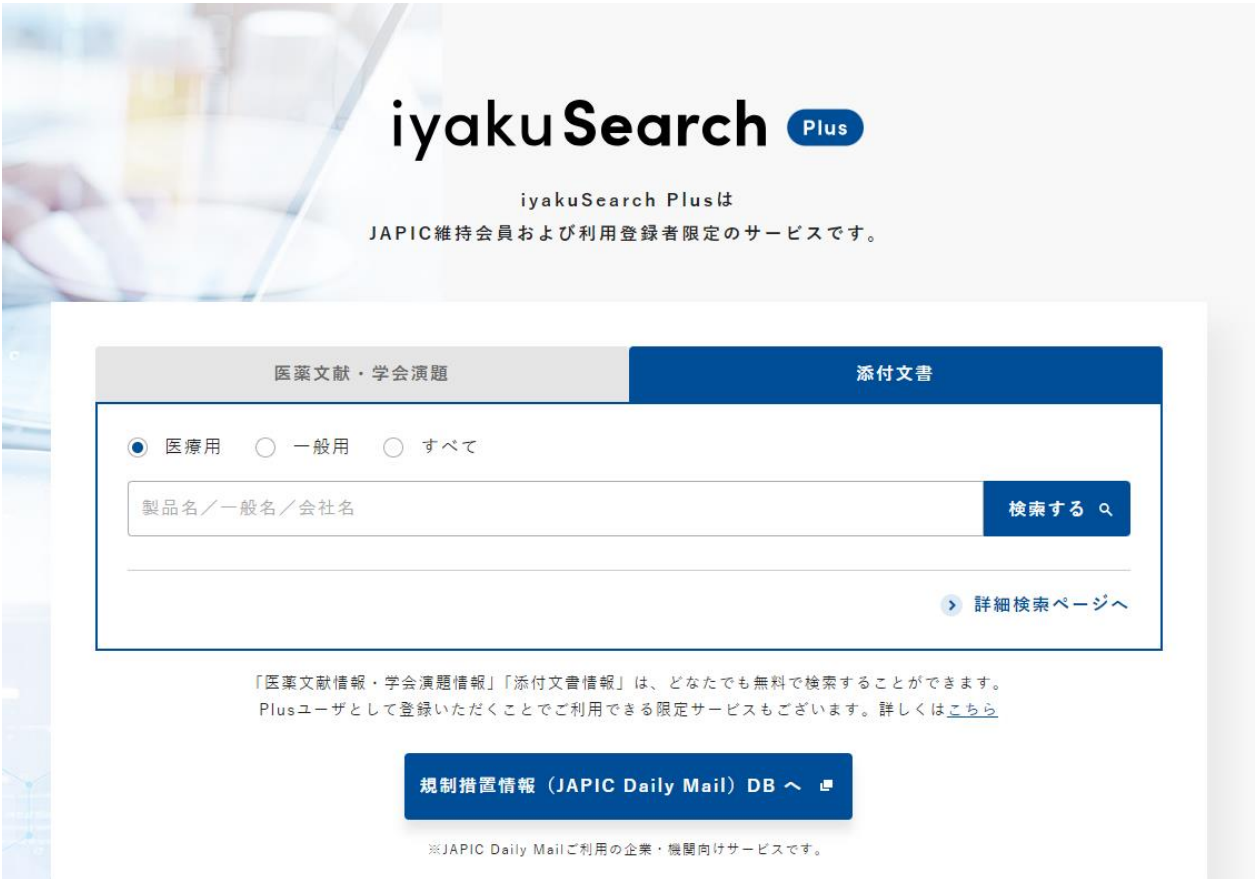 iyakuSearch Plus
iyakuSearch Plusは
JAPIC維持会員および利用登録者限定のサービスです。
医薬文献・学会演題
添付文書
医療用 一般用 すべて
製品名／一般名／会社名
検索する
詳細検索ページへ
「医薬文献情報・学会演題情報」「添付文書情報」は、どなたでも無料で検索することができます。
Plusユーザとして登録いただくことでご利用できる限定サービスもございます。詳しくはこちら
規制措置情報（JAPIC Daily Mail）DB へ
※JAPIC Daily Mailご利用の企業・機関向けサービスです。